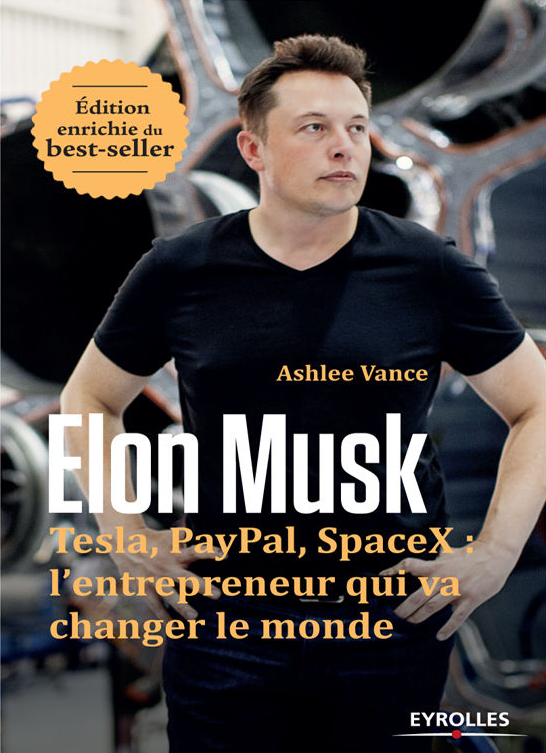 Édition
enrichie du
best-seller
Ashlee Vance
Elon Musk
Tesla, PayPal, SpaceX :
l’entrepreneur qui va
changer le monde
EYROLLES